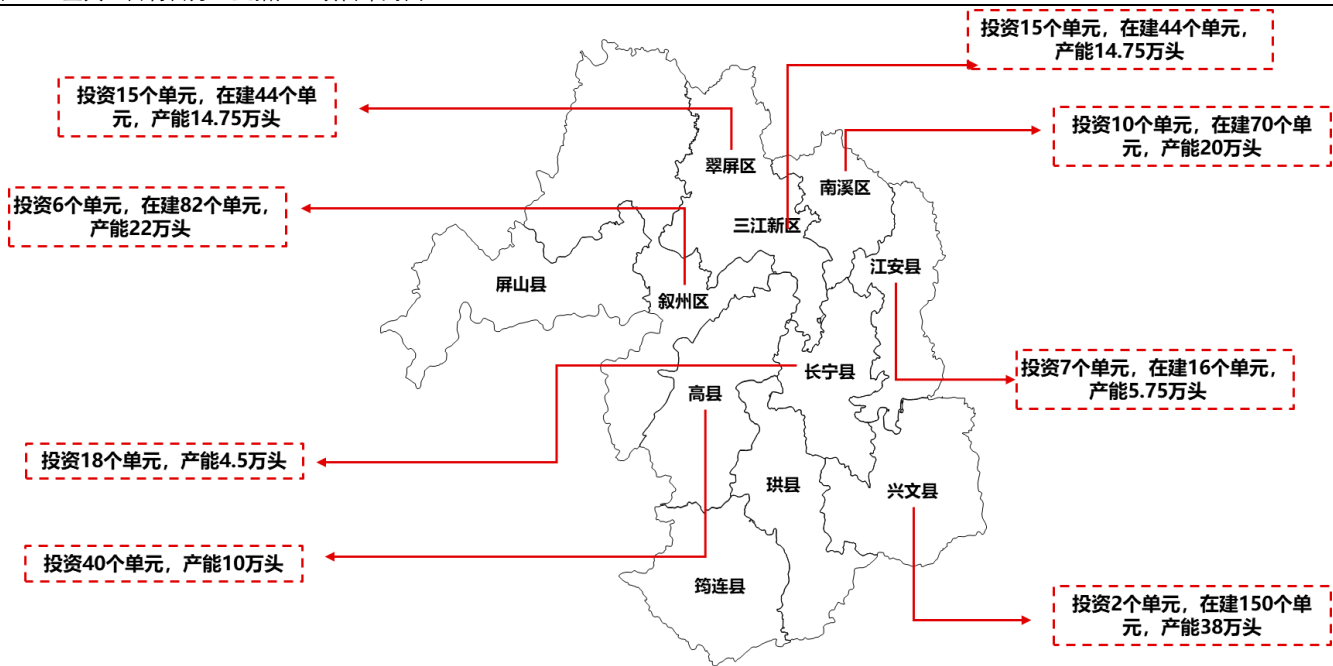 投资15个单元，在建44个单元，
产能14.75万头
投资15个单元，在建44个单
元，产能14.75万头
投资10个单元，在建70个单
元，产能20万头
翠屏区
南溪区
投资6个单元，在建82个单元，
产能22万头
三江新区
江安县
屏山县
叙州区
长宁县
投资7个单元，在建16个单元，
产能5.75万头
高县
投资18个单元，产能4.5万头
珙县
兴文县
投资40个单元，产能10万头
筠连县
投资2个单元，在建150个单
元，产能38万头